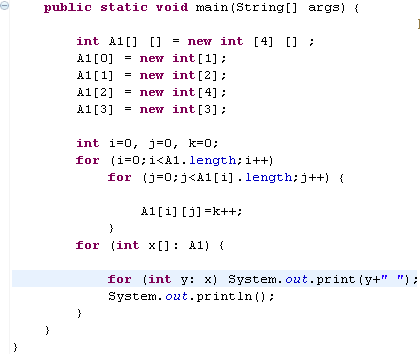 public static void main(String[] args) {
int A1[] [] = new int [4] [] ;
A1[0] = new int[1];
A1[1] = new int[2];
A1[2] = new int[4];
A1[3] = new int[3];
int i=0, j=0, k=0;
for (i=0;i<A1.length;i++)
for (j=0;j<A1[i].length;j++) {
A1[i][j]=k++;
}
for (int x[]: A1) {
for (int y: x) System.out.print(y+" ");
System.out.println();
}
}
}